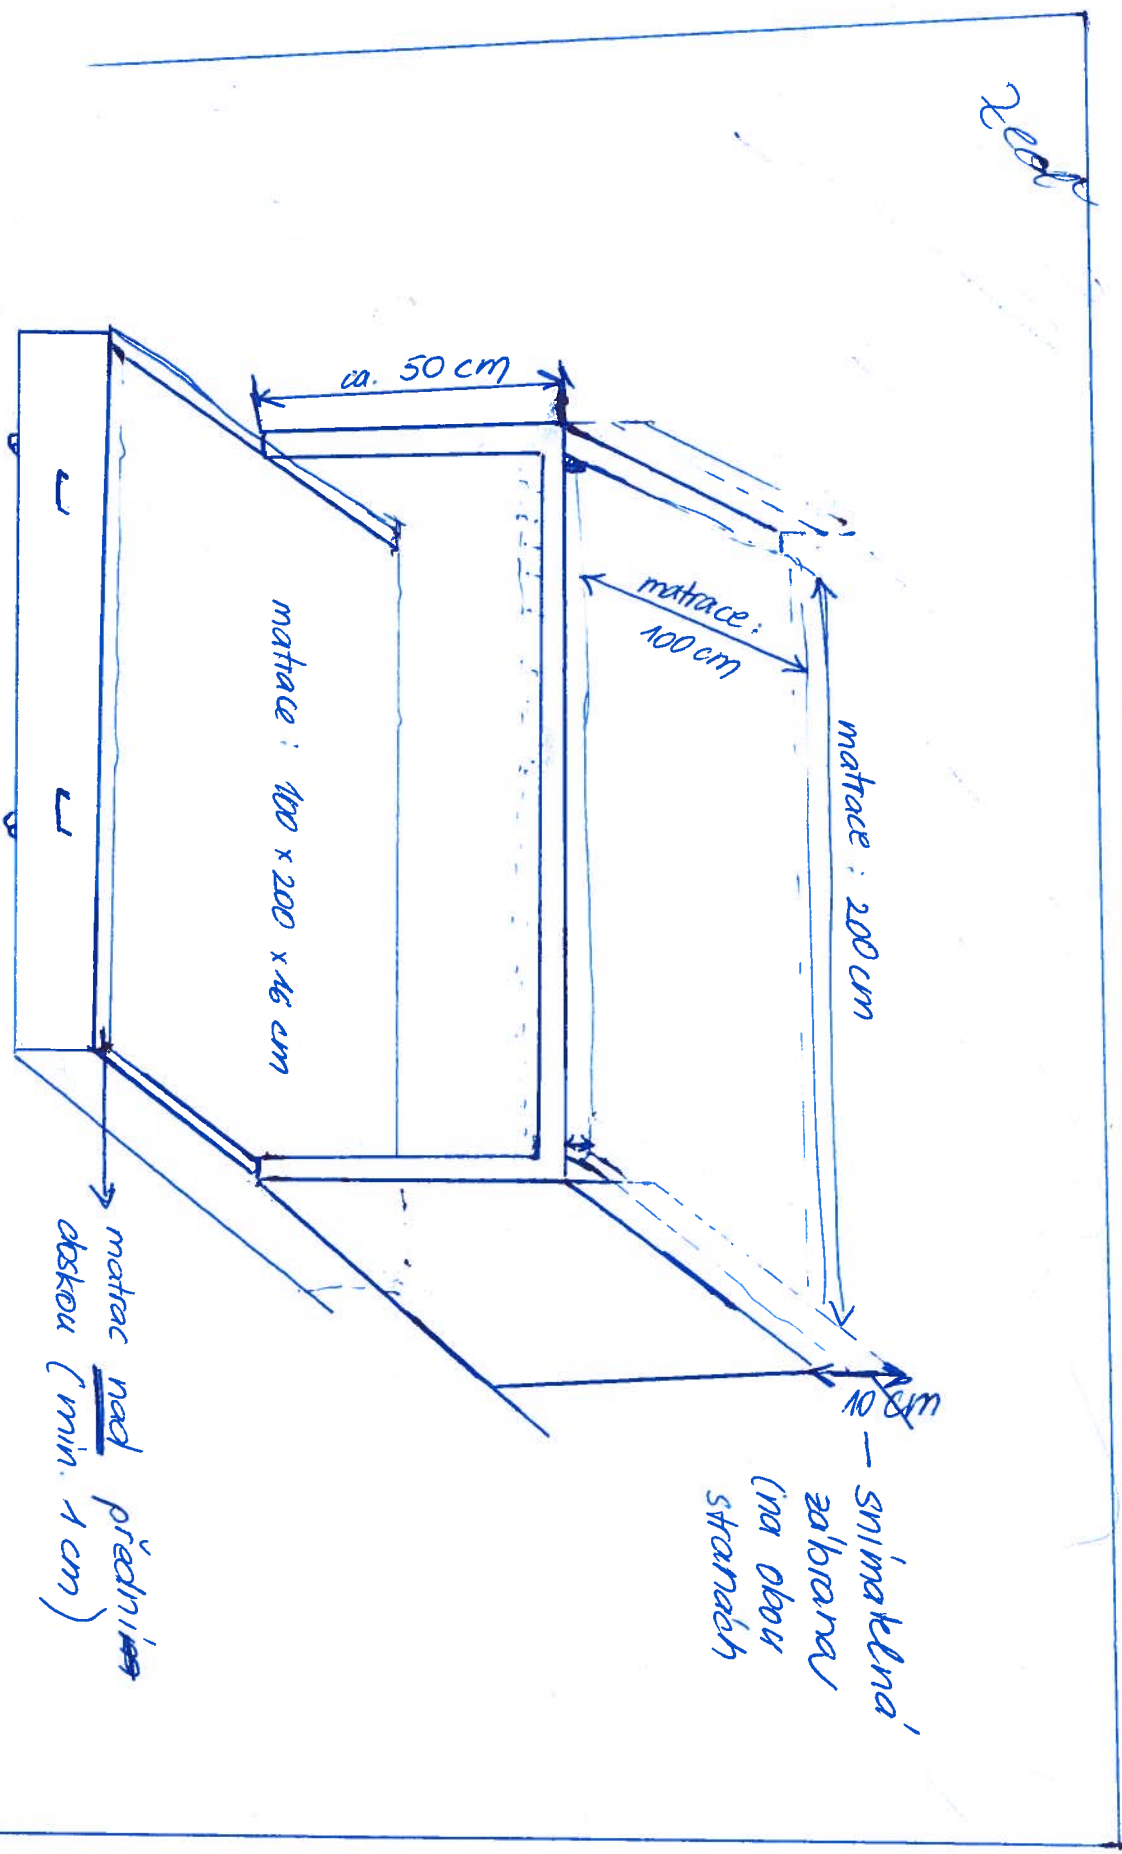 matrace : 200 cm
10 cm – snímatelná
zábrana
(na obou
stranách
matrace:
100 cm
ca. 50 cm
matrace : 100 x 200 x 16 cm
matrac nad přední
deskou (min. 1 cm)